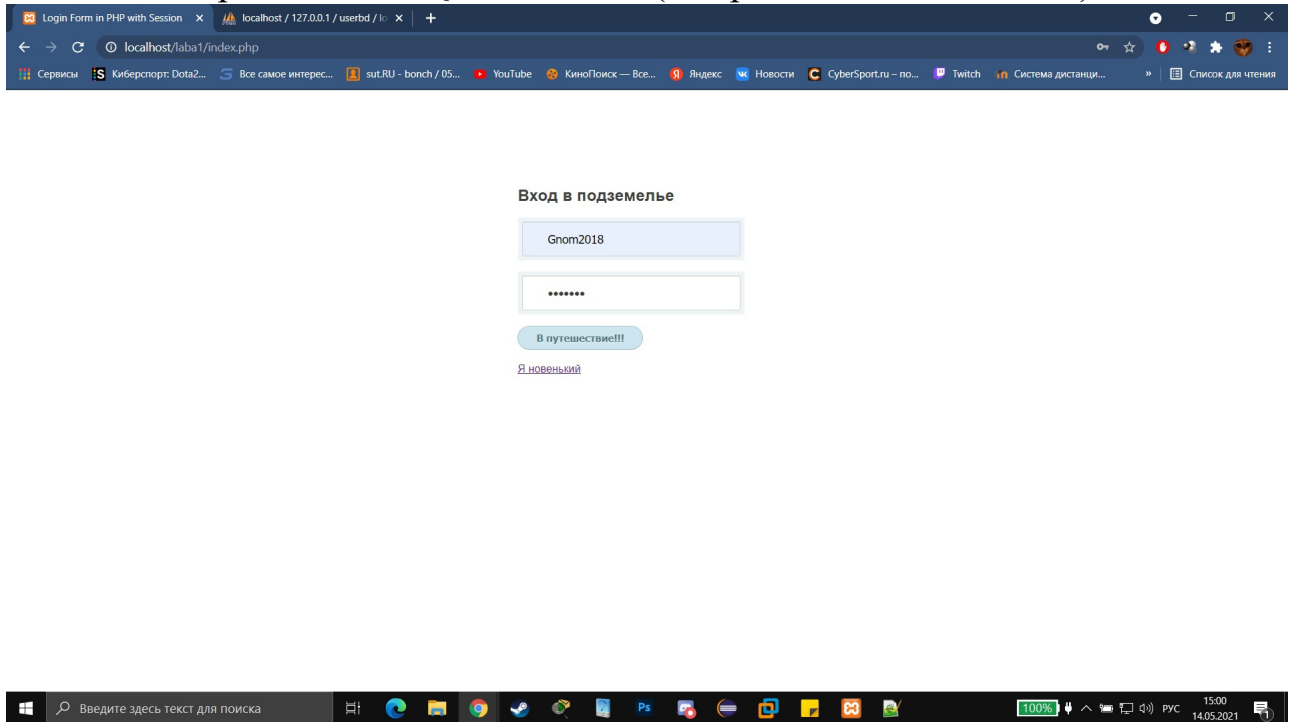 Login Form in PHP with Session
localhost / 127.0.0.1 / userbd / lo
localhost/laba1/index.php
Сервисы
Киберспорт: Dota2...
Все самое интерес...
sut.RU - bonch / 05...
YouTube
КиноПоиск — Все...
Яндекс
Новости
CyberSport.ru – по...
Twitch
Система дистанци...
»
Список для чтения
Вход в подземелье
Gnom2018
•••••••
В путешествие!!!
Я новенький
Введите здесь текст для поиска
Ps
100%
РУС
15:00
14.05.2021
1